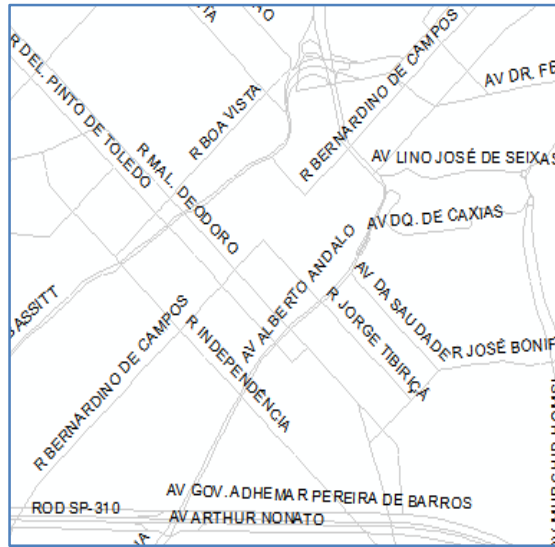 R DEL. PINTO DE TOLEDO
R BOA VISTA
R BERNARDINO DE CAMPOS
AV DR. FE
R MAL. DEODORO
AV LINO JOSÉ DE SEIXAS
AV DQ. DE CAXIAS
AV ALBERTO ANDALO
AV DA SAUDADE
BASSITT
R BERNARDINO DE CAMPOS
R INDEPENDÊNCIA
R JORGE TIBIRIÇÁ
R JOSÉ BONIF
AV GOV. ADHEMAR PEREIRA DE BARROS
ROD SP-310
AV ARTHUR NONATO